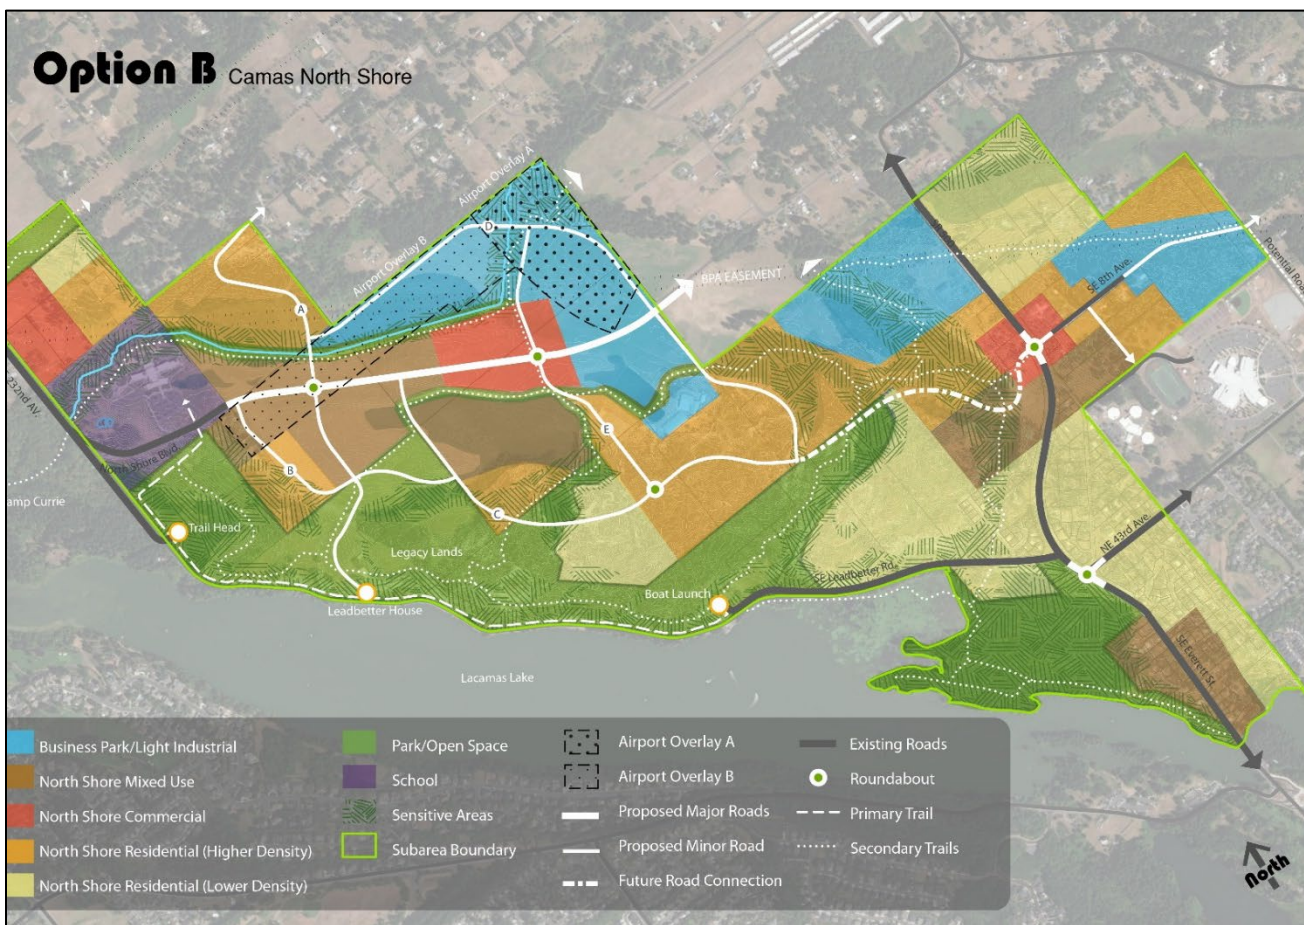 Option B Camas North Shore
Airport Overlay A
Airport Overlay B
D
BPA EASEMENT
A
SE 8th Ave.
232nd AV.
North Shore Blvd.
E
B
C
amp Currie
Trail Head
Legacy Lands
Leadbetter House
Boat Launch
SE Leadbetter Rd.
NE 43rd Ave.
SE Everett St.
Lacamas Lake
Business Park/Light Industrial
North Shore Mixed Use
North Shore Commercial
North Shore Residential (Higher Density)
North Shore Residential (Lower Density)
Park/Open Space
School
Sensitive Areas
Subarea Boundary
Airport Overlay A
Airport Overlay B
Proposed Major Roads
Proposed Minor Road
Future Road Connection
Existing Roads
Roundabout
Primary Trail
Secondary Trails
North
Potential Roa